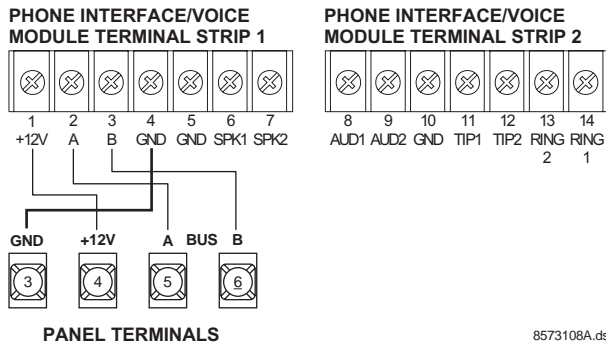 PHONE INTERFACE/VOICE
MODULE TERMINAL STRIP 1
1 2 3 4 5 6 7
+12V A B GND GND SPK1 SPK2
GND +12V A BUS B
3 4 5 6
PANEL TERMINALS
PHONE INTERFACE/VOICE
MODULE TERMINAL STRIP 2
8 9 10 11 12 13 14
AUD1 AUD2 GND TIP1 TIP2 RING RING
2 1
8573108A.ds